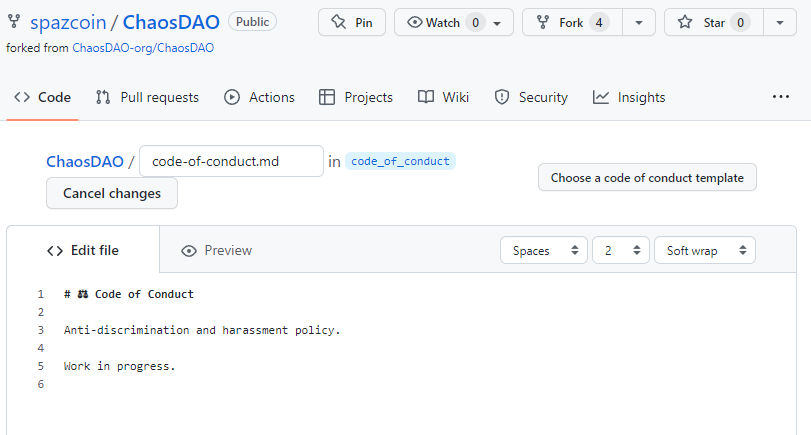 spazcoin / ChaosDAO Public Pin Watch 0 Fork 4 Star 0
forked from ChaosDAO-org/ChaosDAO
Code Pull requests Actions Projects Wiki Security Insights ...
ChaosDAO / code-of-conduct.md in code_of_conduct
Choose a code of conduct template
Cancel changes
Edit file Preview Spaces 2 Soft wrap
1 # ⚖ Code of Conduct
2
3 Anti-discrimination and harassment policy.
4
5 Work in progress.
6